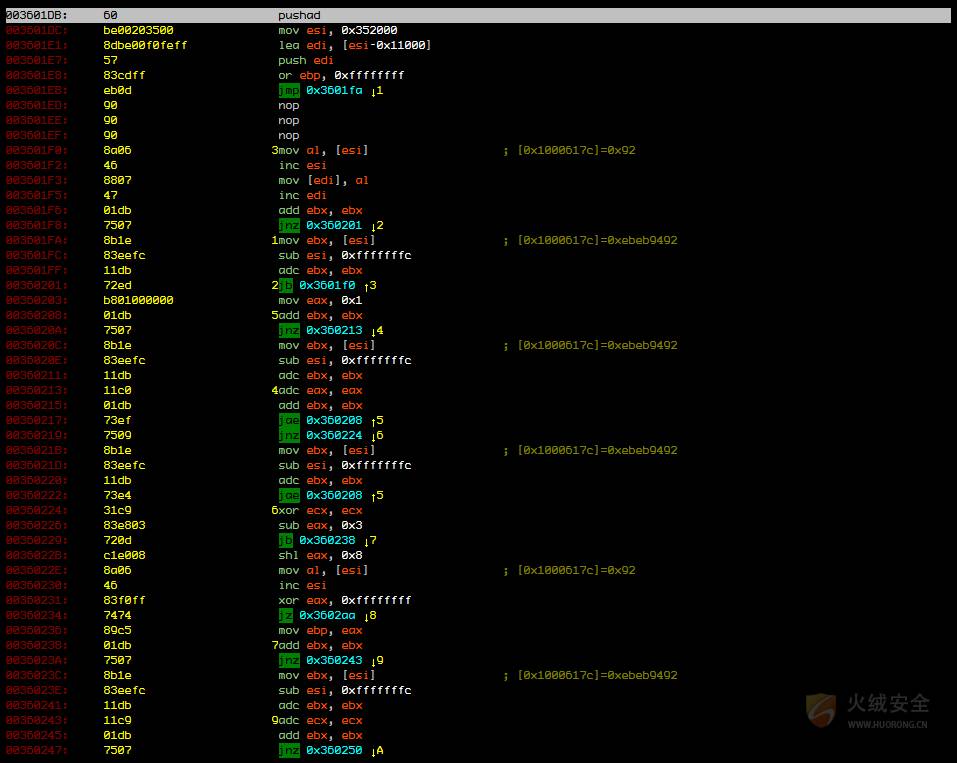 003601DB: 60 pushad
003601DC: be00203500 mov esi, 0x352000
003601E1: 8dbe00f0feff lea edi, [esi-0x11000]
003601E7: 57 push edi
003601E8: 83cdff or ebp, 0xffffffff
003601EB: eb0d jmp 0x3601fa ↓1
003601ED: 90 nop
003601EE: 90 nop
003601EF: 90 nop
003601F0: 8a06 3mov al, [esi] ; [0x1000617c]=0x92
003601F2: 46 inc esi
003601F3: 8807 mov [edi], al
003601F5: 47 inc edi
003601F6: 01db add ebx, ebx
003601F8: 7507 jnz 0x360201 ↓2
003601FA: 8b1e 1mov ebx, [esi] ; [0x1000617c]=0xebeb9492
003601FC: 83eefc sub esi, 0xfffffffc
003601FF: 11db adc ebx, ebx
00360201: 72ed 2jb 0x3601f0 ↑3
00360203: b801000000 mov eax, 0x1
00360208: 01db 5add ebx, ebx
0036020A: 7507 jnz 0x360213 ↓4
0036020C: 8b1e mov ebx, [esi] ; [0x1000617c]=0xebeb9492
0036020E: 83eefc sub esi, 0xfffffffc
00360211: 11db adc ebx, ebx
00360213: 11c0 4adc eax, eax
00360215: 01db add ebx, ebx
00360217: 73ef jae 0x360208 ↑5
00360219: 7509 jnz 0x360224 ↓6
0036021B: 8b1e mov ebx, [esi] ; [0x1000617c]=0xebeb9492
0036021D: 83eefc sub esi, 0xfffffffc
00360220: 11db adc ebx, ebx
00360222: 73e4 jae 0x360208 ↑5
00360224: 31c9 6xor ecx, ecx
00360226: 83e803 sub eax, 0x3
00360229: 720d jb 0x360238 ↓7
0036022B: c1e008 shl eax, 0x8
0036022E: 8a06 mov al, [esi] ; [0x1000617c]=0x92
00360230: 46 inc esi
00360231: 83f0ff xor eax, 0xffffffff
00360234: 7474 jz 0x3602aa ↓8
00360236: 89c5 mov ebp, eax
00360238: 01db 7add ebx, ebx
0036023A: 7507 jnz 0x360243 ↓9
0036023C: 8b1e mov ebx, [esi] ; [0x1000617c]=0xebeb9492
0036023E: 83eefc sub esi, 0xfffffffc
00360241: 11db adc ebx, ebx
00360243: 11c9 9adc ecx, ecx
00360245: 01db add ebx, ebx
00360247: 7507 jnz 0x360250 ↓A
火绒安全
WWW.HUORONG.CN